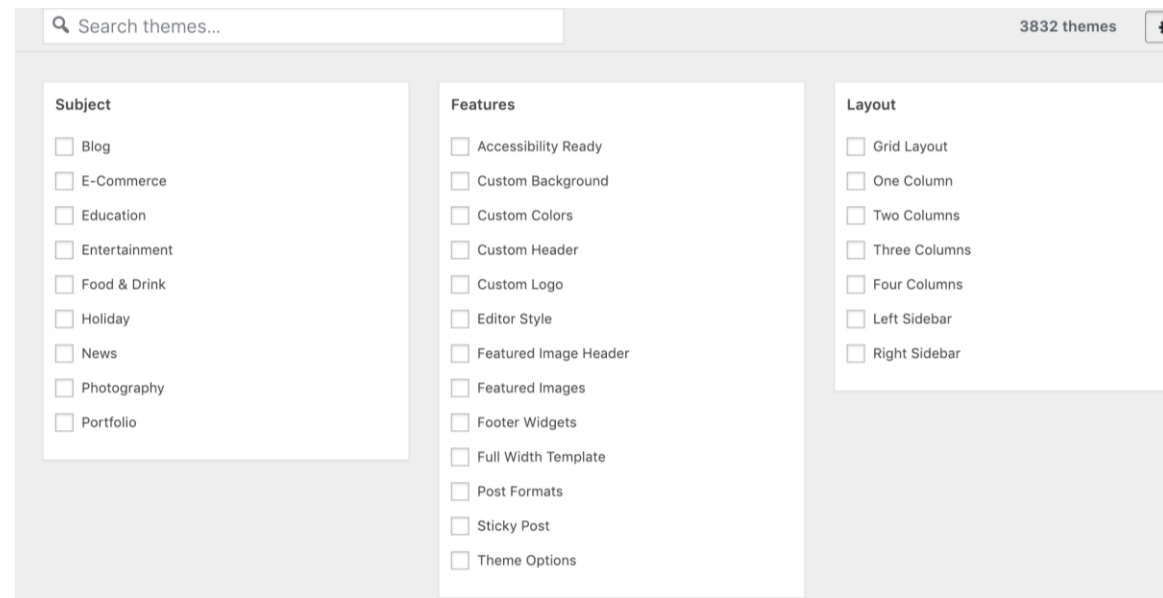 Search themes...
3832 themes
Subject
Blog
E-Commerce
Education
Entertainment
Food & Drink
Holiday
News
Photography
Portfolio
Features
Accessibility Ready
Custom Background
Custom Colors
Custom Header
Custom Logo
Editor Style
Featured Image Header
Featured Images
Footer Widgets
Full Width Template
Post Formats
Sticky Post
Theme Options
Layout
Grid Layout
One Column
Two Columns
Three Columns
Four Columns
Left Sidebar
Right Sidebar